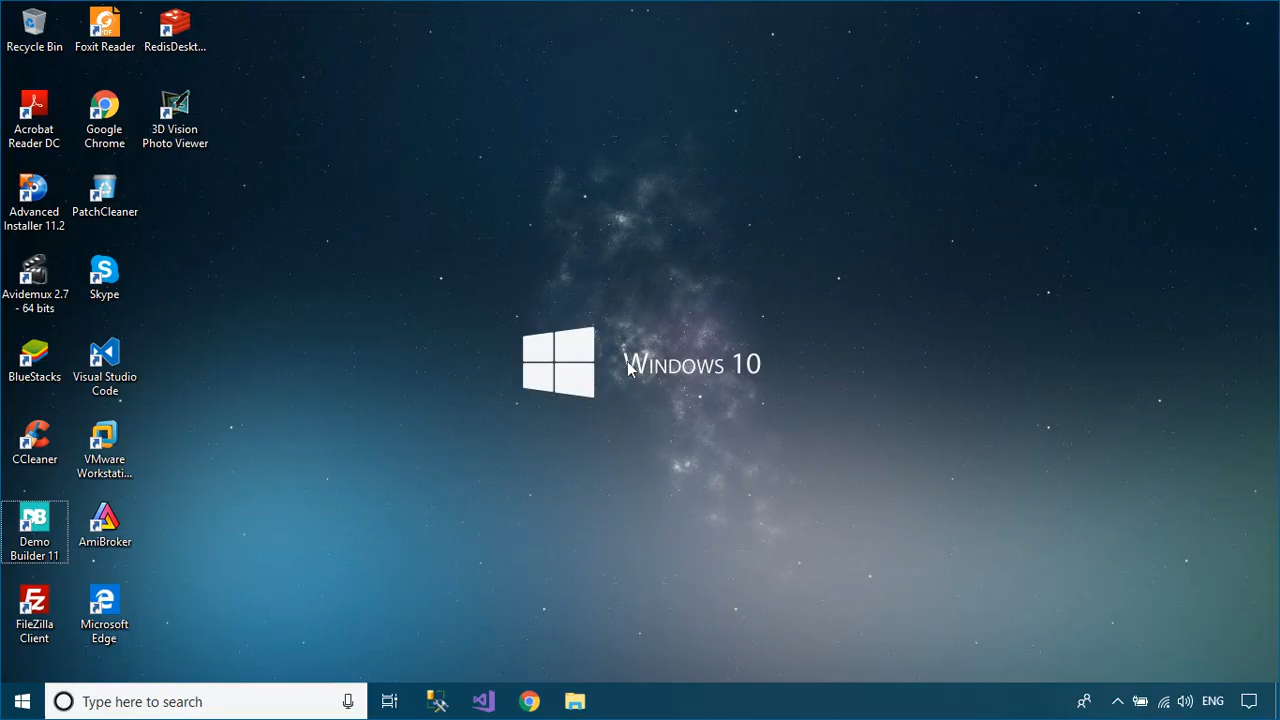 Recycle Bin
Foxit Reader
RedisDeskt...
Acrobat
Reader DC
Google
Chrome
3D Vision
Photo Viewer
Advanced
Installer 11.2
PatchCleaner
Avidemux 2.7
- 64 bits
Skype
BlueStacks
Visual Studio
Code
CCleaner
VMware
Workstati...
Demo
Builder 11
AmiBroker
FileZilla
Client
Microsoft
Edge
WINDOWS 10
Type here to search
ENG